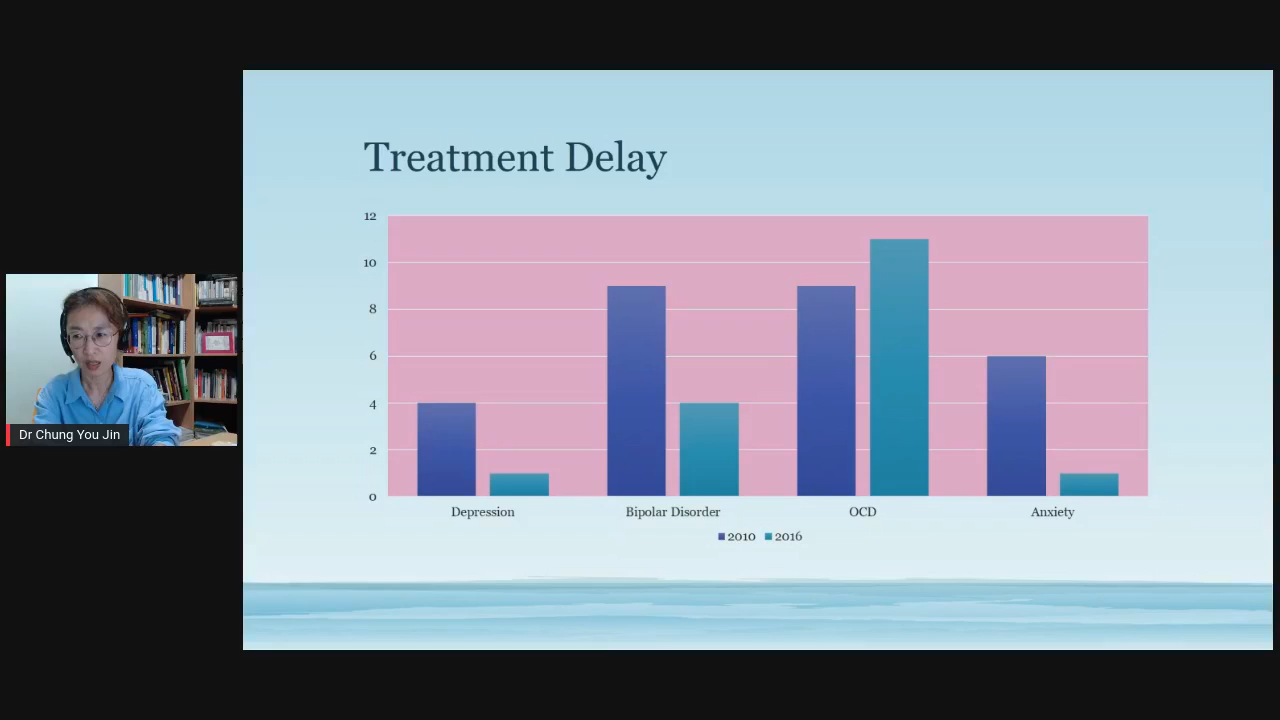 Treatment Delay
12
10
8
6
4
2
0
Depression Bipolar Disorder OCD Anxiety
2010 2016
Dr Chung You Jin